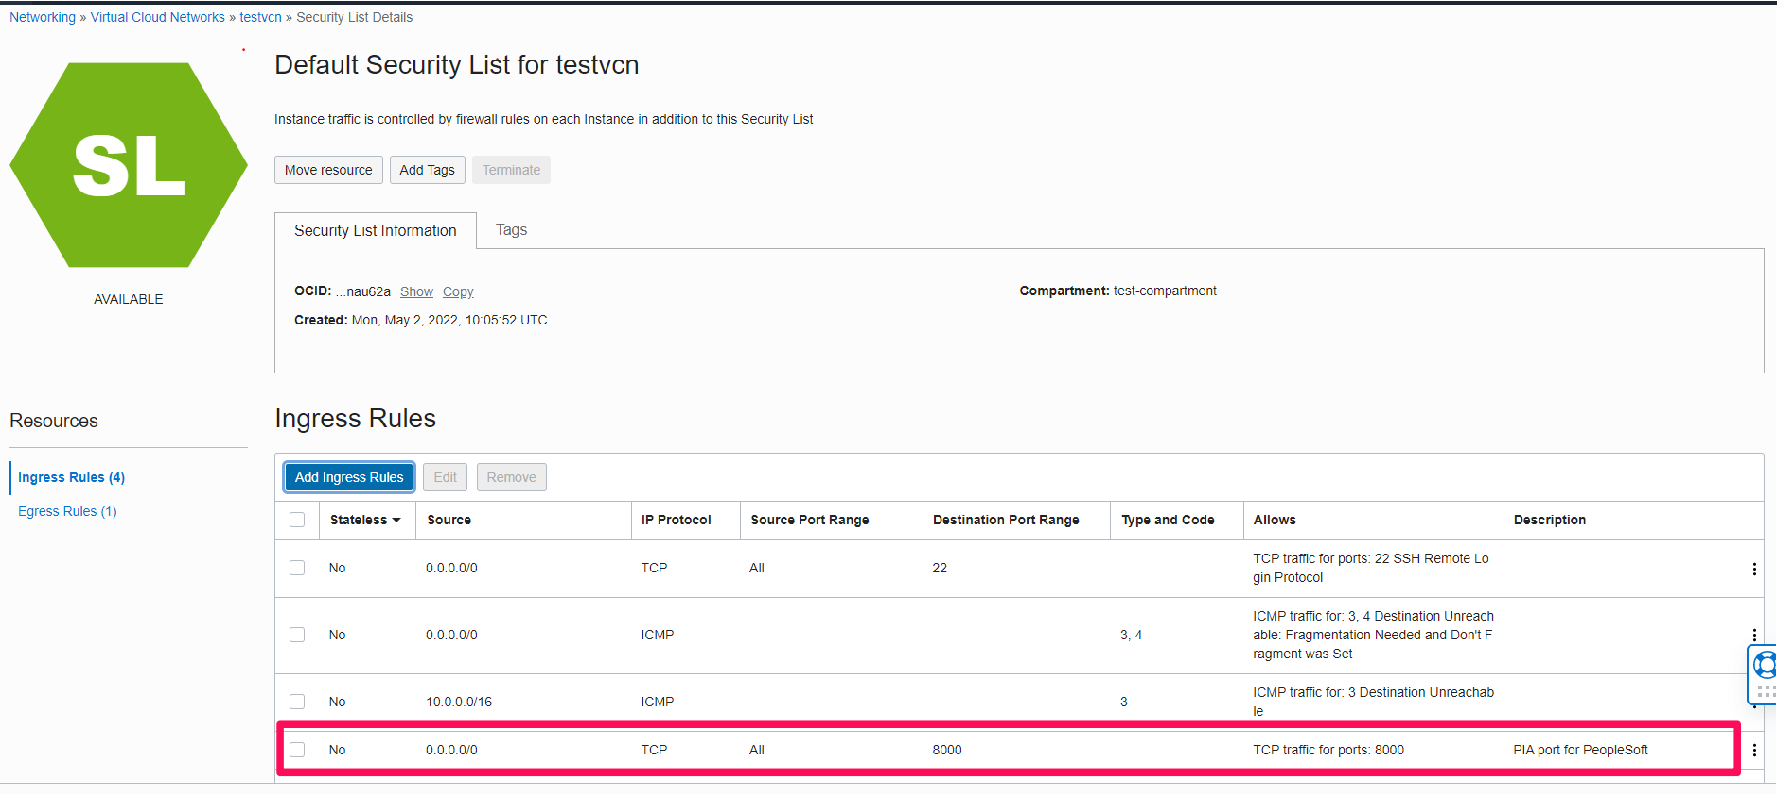 Networking » Virtual Cloud Networks » testvcn » Security List Details
SL
AVAILABLE
Default Security List for testvcn
Instance traffic is controlled by firewall rules on each Instance in addition to this Security List
Move resource Add Tags Terminate
Security List Information Tags
OCID: ...nau62a Show Copy
Compartment: test-compartment
Created: Mon, May 2, 2022, 10:05:52 UTC
Resources
Ingress Rules (4)
Egress Rules (1)
Ingress Rules
Add Ingress Rules Edit Remove
Stateless Source IP Protocol Source Port Range Destination Port Range Type and Code Allows Description
No 0.0.0.0/0 TCP All 22 TCP traffic for ports: 22 SSH Remote Lo
gin Protocol
No 0.0.0.0/0 ICMP 3, 4 ICMP traffic for: 3, 4 Destination Unreach
able: Fragmentation Needed and Don't F
ragment was Set
No 10.0.0.0/16 ICMP 3 ICMP traffic for: 3 Destination Unreachab
le
No 0.0.0.0/0 TCP All 8000 TCP traffic for ports: 8000 PIA port for PeopleSoft